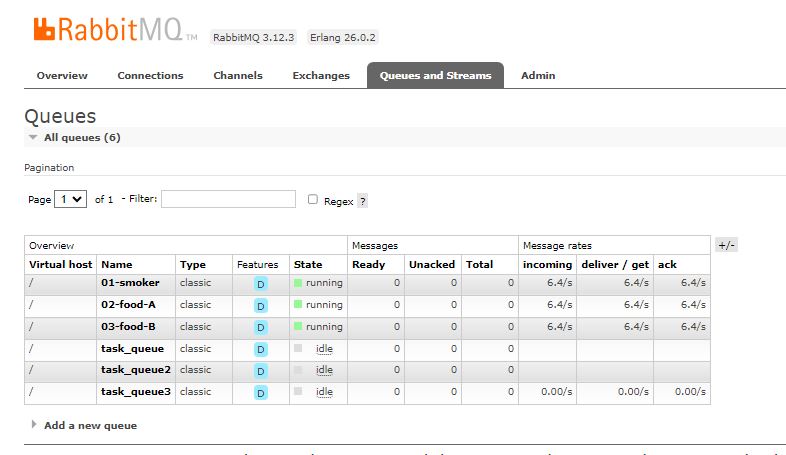 RabbitMQ TM RabbitMQ 3.12.3 Erlang 26.0.2
Overview Connections Channels Exchanges Queues and Streams Admin
Queues
All queues (6)
Pagination
Page 1 of 1 - Filter: Regex ?
Overview Messages Message rates +/-
Virtual host Name Type Features State Ready Unacked Total incoming deliver / get ack
/ 01-smoker classic D running 0 0 0 6.4/s 6.4/s 6.4/s
/ 02-food-A classic D running 0 0 0 6.4/s 6.4/s 6.4/s
/ 03-food-B classic D running 0 0 0 6.4/s 6.4/s 6.4/s
/ task_queue classic D idle 0 0 0
/ task_queue2 classic D idle 0 0 0
/ task_queue3 classic D idle 0 0 0 0.00/s 0.00/s 0.00/s
Add a new queue